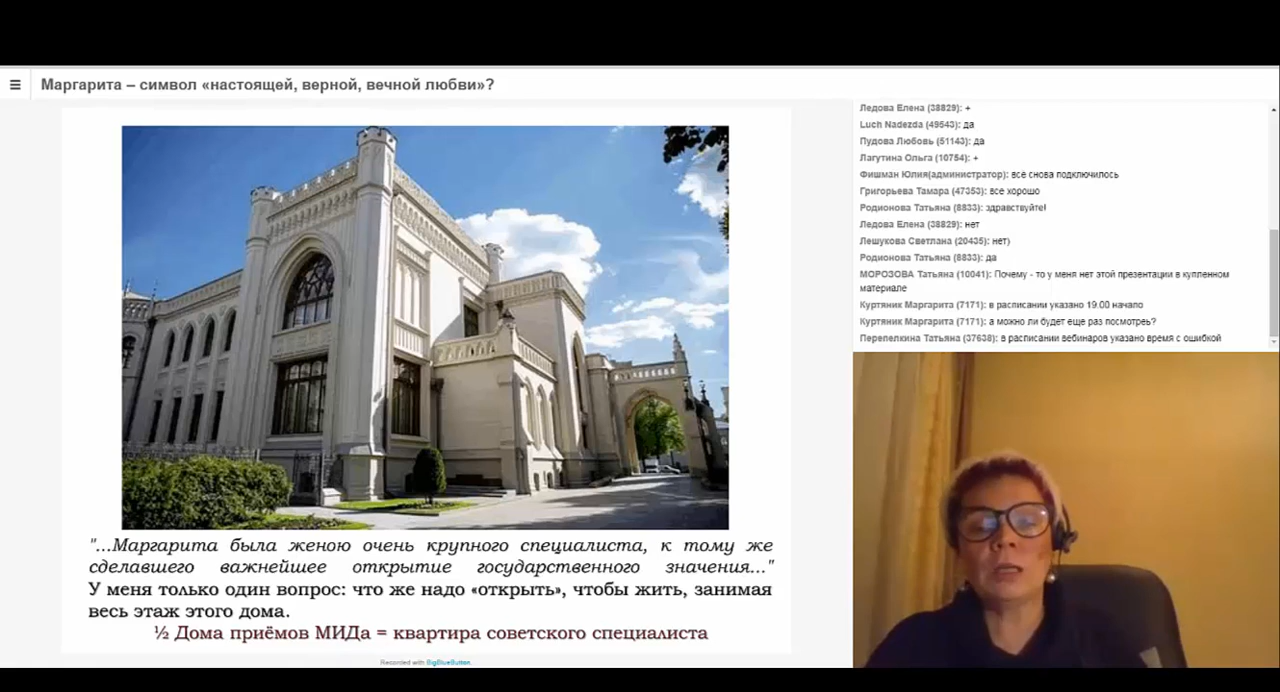 Маргарита – символ «настоящей, верной, вечной любви»?
"...Маргарита была женою очень крупного специалиста, к тому же
сделавшего важнейшее открытие государственного значения..."
У меня только один вопрос: что же надо «открыть», чтобы жить, занимая
весь этаж этого дома.
½ Дома приёмов МИДа = квартира советского специалиста
Recorded with BigBlueButton.
Ледова Елена (38829): +
Luch Nadezda (49543): да
Пудова Любовь (51143): да
Лагутина Ольга (10754): +
Фишман Юлия(администратор): все снова подключилось
Григорьева Тамара (47353): все хорошо
Родионова Татьяна (8833): здравствуйте!
Ледова Елена (38829): нет
Лешукова Светлана (20435): нет)
Родионова Татьяна (8833): да
МОРОЗОВА Татьяна (10041): Почему - то у меня нет этой презентации в купленном
материале
Куртяник Маргарита (7171): в расписании указано 19.00 начало
Куртяник Маргарита (7171): а можно ли будет еще раз посмотреь?
Перепелкина Татьяна (37638): в расписании вебинаров указано время с ошибкой